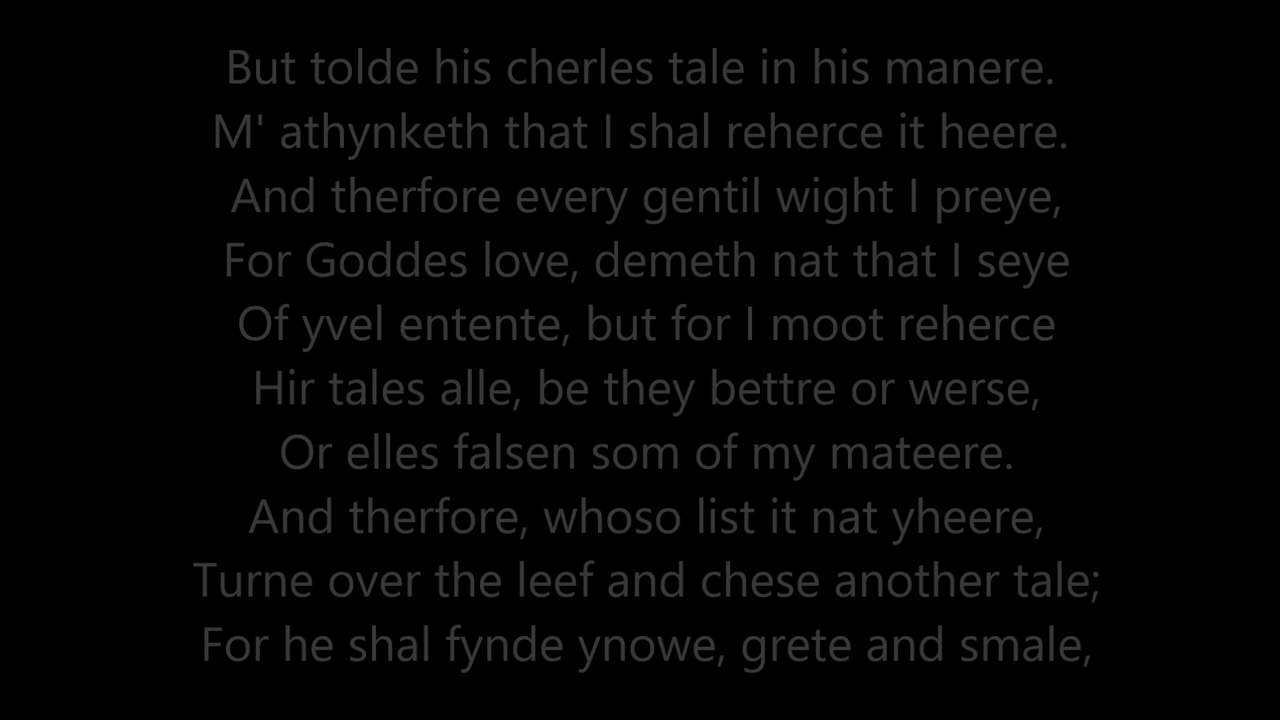 But tolde his cherles tale in his manere.
M' athynketh that I shal reherce it heere.
And therfore every gentil wight I preye,
For Goddes love, demeth nat that I seye
Of yvel entente, but for I moot reherce
Hir tales alle, be they bettre or werse,
Or elles falsen som of my mateere.
And therfore, whoso list it nat yheere,
Turne over the leef and chese another tale;
For he shal fynde ynowe, grete and smale,